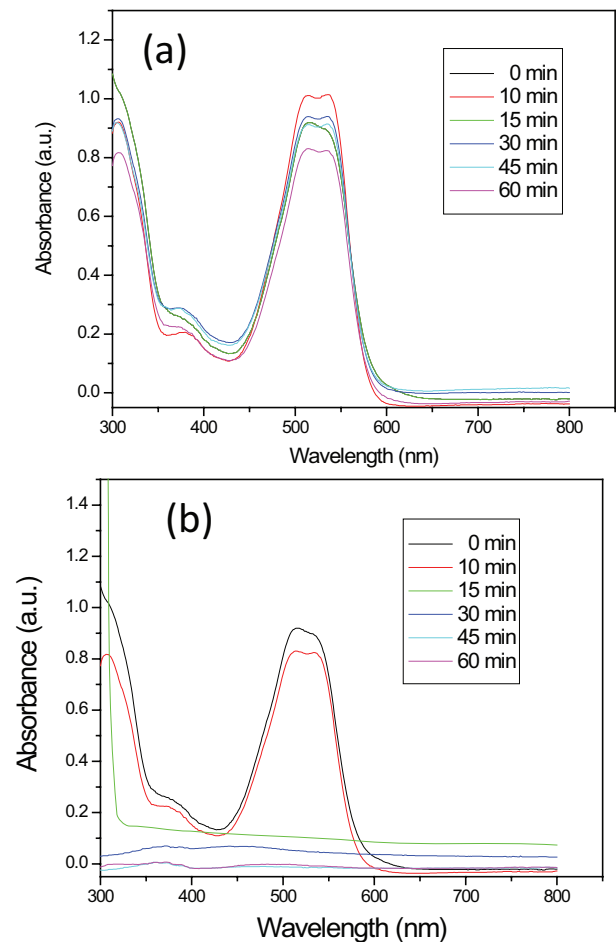 (a)
1.2
1.0
0.8
0.6
0.4
0.2
0.0
Absorbance (a.u.)
0 min
10 min
15 min
30 min
45 min
60 min
300 400 500 600 700 800
Wavelength (nm)
(b)
1.4
1.2
1.0
0.8
0.6
0.4
0.2
0.0
Absorbance (a.u.)
0 min
10 min
15 min
30 min
45 min
60 min
300 400 500 600 700 800
Wavelength (nm)